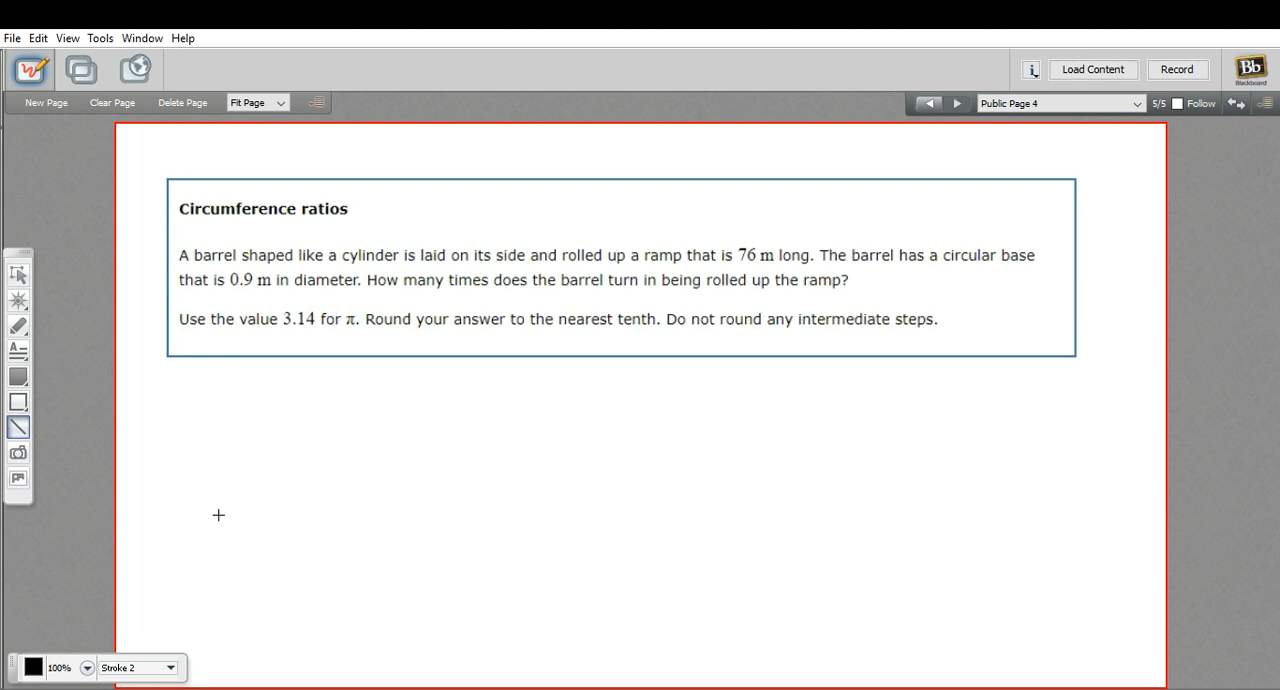 File Edit View Tools Window Help
i Load Content Record Bb
Blackboard
New Page Clear Page Delete Page Fit Page Public Page 4 5/5 Follow
Circumference ratios
A barrel shaped like a cylinder is laid on its side and rolled up a ramp that is 76 m long. The barrel has a circular base
that is 0.9 m in diameter. How many times does the barrel turn in being rolled up the ramp?
Use the value 3.14 for π. Round your answer to the nearest tenth. Do not round any intermediate steps.
A
100% Stroke 2